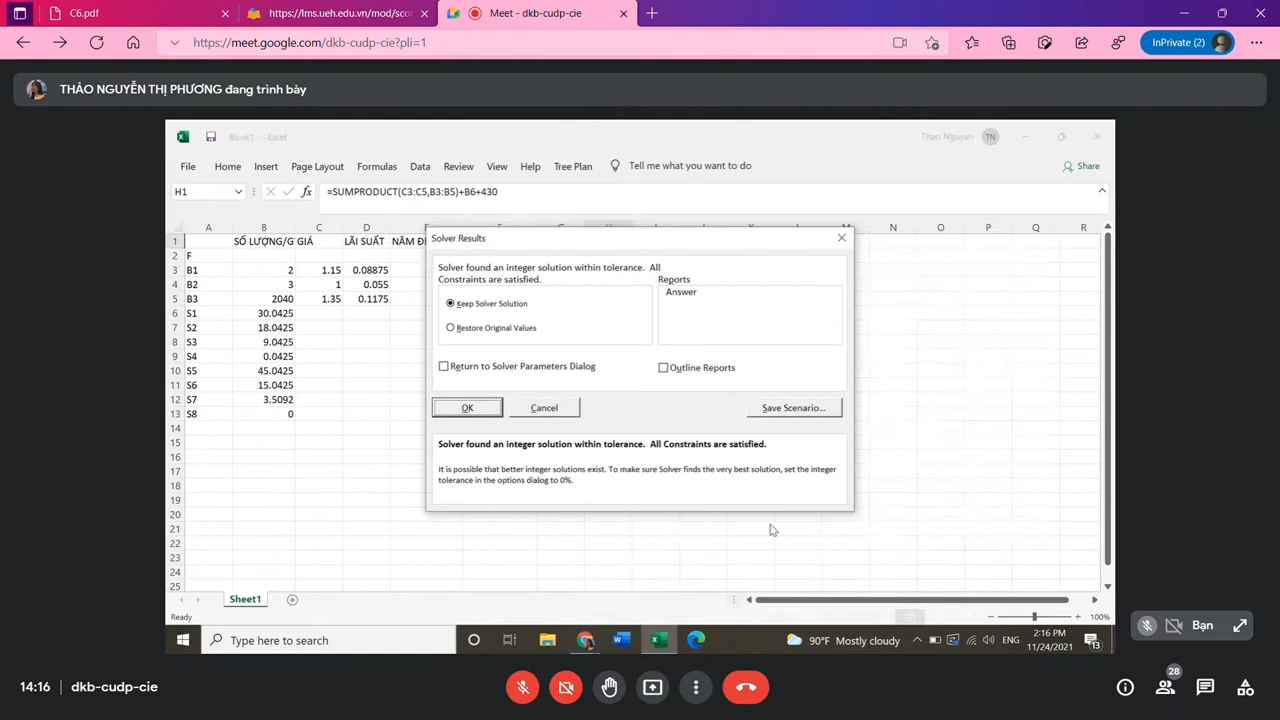 C6.pdf
https://lms.ueh.edu.vn/mod/scor
Meet - dkb-cudp-cie
https://meet.google.com/dkb-cudp-cie?pli=1
InPrivate (2)
THẢO NGUYỄN THỊ PHƯƠNG đang trình bày
Book1 - Excel
Thao Nguyen TN
File Home Insert Page Layout Formulas Data Review View Help Tree Plan Tell me what you want to do Share
H1 fx =SUMPRODUCT(C3:C5,B3:B5)+B6+430
A B C D N O P Q R
1 SỐ LƯỢNG/G GIÁ LÃI SUẤT NĂM
2 F
3 B1 2 1.15 0.08875
4 B2 3 1 0.055
5 B3 2040 1.35 0.1175
6 S1 30.0425
7 S2 18.0425
8 S3 9.0425
9 S4 0.0425
10 S5 45.0425
11 S6 15.0425
12 S7 3.5092
13 S8 0
14
15
16
17
18
19
20
21
22
23
24
25
Solver Results
Solver found an integer solution within tolerance. All
Constraints are satisfied.
Reports
Answer
Keep Solver Solution
Restore Original Values
Return to Solver Parameters Dialog
Outline Reports
OK
Cancel
Save Scenario...
Solver found an integer solution within tolerance. All Constraints are satisfied.
It is possible that better integer solutions exist. To make sure Solver finds the very best solution, set the integer
tolerance in the options dialog to 0%.
Sheet1
Ready
100%
Type here to search
90°F Mostly cloudy
ENG
2:16 PM
11/24/2021
13
Bạn
14:16 | dkb-cudp-cie
28